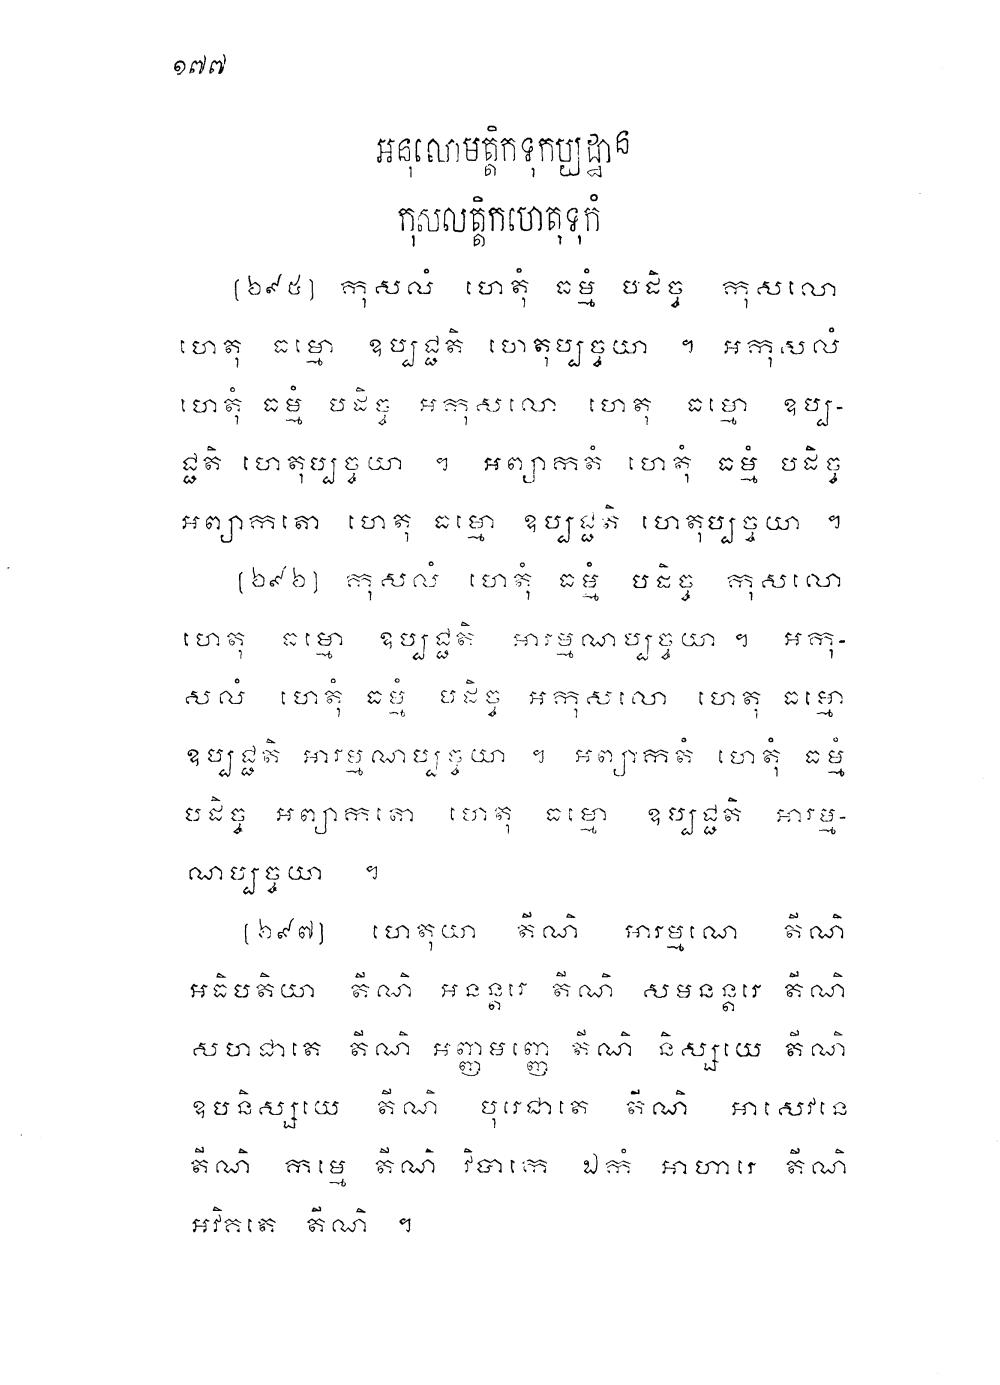 ១៧៧
អនុលោមត្តិកទុកប្បដ្ឋាន
កុសលត្តិកហេតុទុកំ
[៦៩៥] កុសលំ ហេតុំ ធម្មំ បដិច្ច កុសលោ
ហេតុ ធម្មោ ឧប្បជ្ជតិ ហេតុប្បច្ចយា ។ អកុសលំ
ហេតុំ ធម្មំ បដិច្ច អកុសលោ ហេតុ ធម្មោ ឧប្ប-
ជ្ជតិ ហេតុប្បច្ចយា ។ អព្យាកតំ ហេតុំ ធម្មំ បដិច្ច
អព្យាកតោ ហេតុ ធម្មោ ឧប្បជ្ជតិ ហេតុប្បច្ចយា ។
[៦៩៦] កុសលំ ហេតុំ ធម្មំ បដិច្ច កុសលោ
ហេតុ ធម្មោ ឧប្បជ្ជតិ អារម្មណប្បច្ចយា ។ អកុ-
សលំ ហេតុំ ធម្មំ បដិច្ច អកុសលោ ហេតុ ធម្មោ
ឧប្បជ្ជតិ អារម្មណប្បច្ចយា ។ អព្យាកតំ ហេតុំ ធម្មំ
បដិច្ច អព្យាកតោ ហេតុ ធម្មោ ឧប្បជ្ជតិ អារម្ម-
ណប្បច្ចយា ។
[៦៩៧] ហេតុយា តីណិ អារម្មណេ តីណិ
អធិបតិយា តីណិ អនន្តរេ តីណិ សមនន្តរេ តីណិ
សហជាតេ តីណិ អញ្ញមញ្ញេ តីណិ និស្សយេ តីណិ
ឧបនិស្សយេ តីណិ បុរេជាតេ តីណិ អាសេវនេ
តីណិ កម្មេ តីណិ វិបាកេ ឯកំ អាហារេ តីណិ
អវិគតេ តីណិ ។